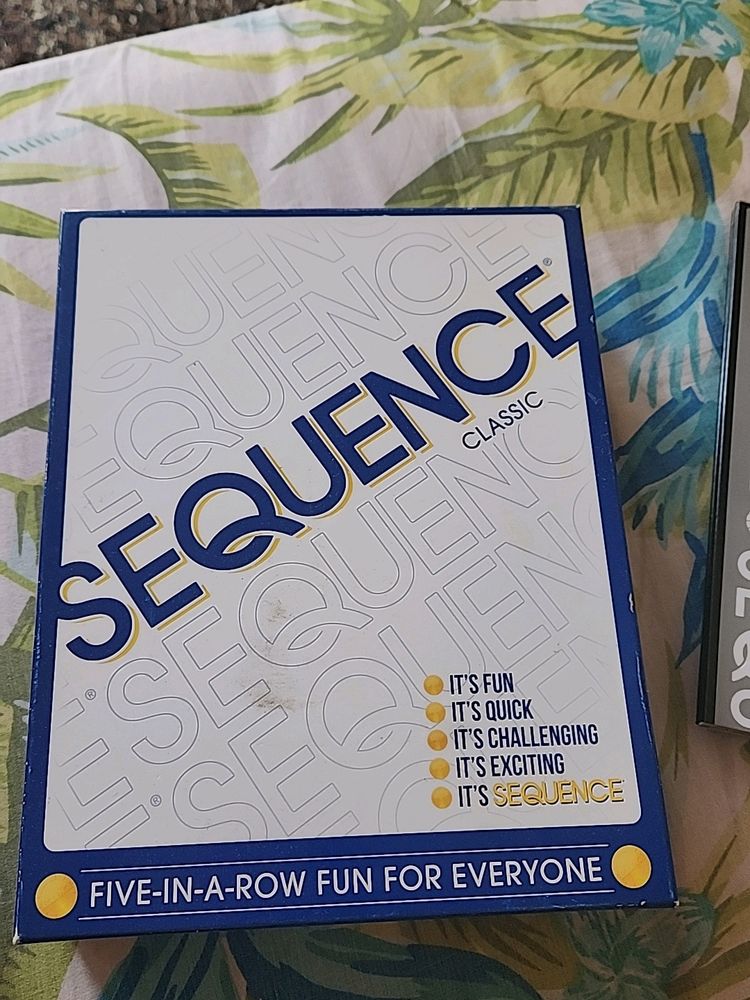 SEQUENCE®
CLASSIC
IT'S FUN
IT'S QUICK
IT'S CHALLENGING
IT'S EXCITING
IT'S SEQUENCE
FIVE-IN-A-ROW FUN FOR EVERYONE